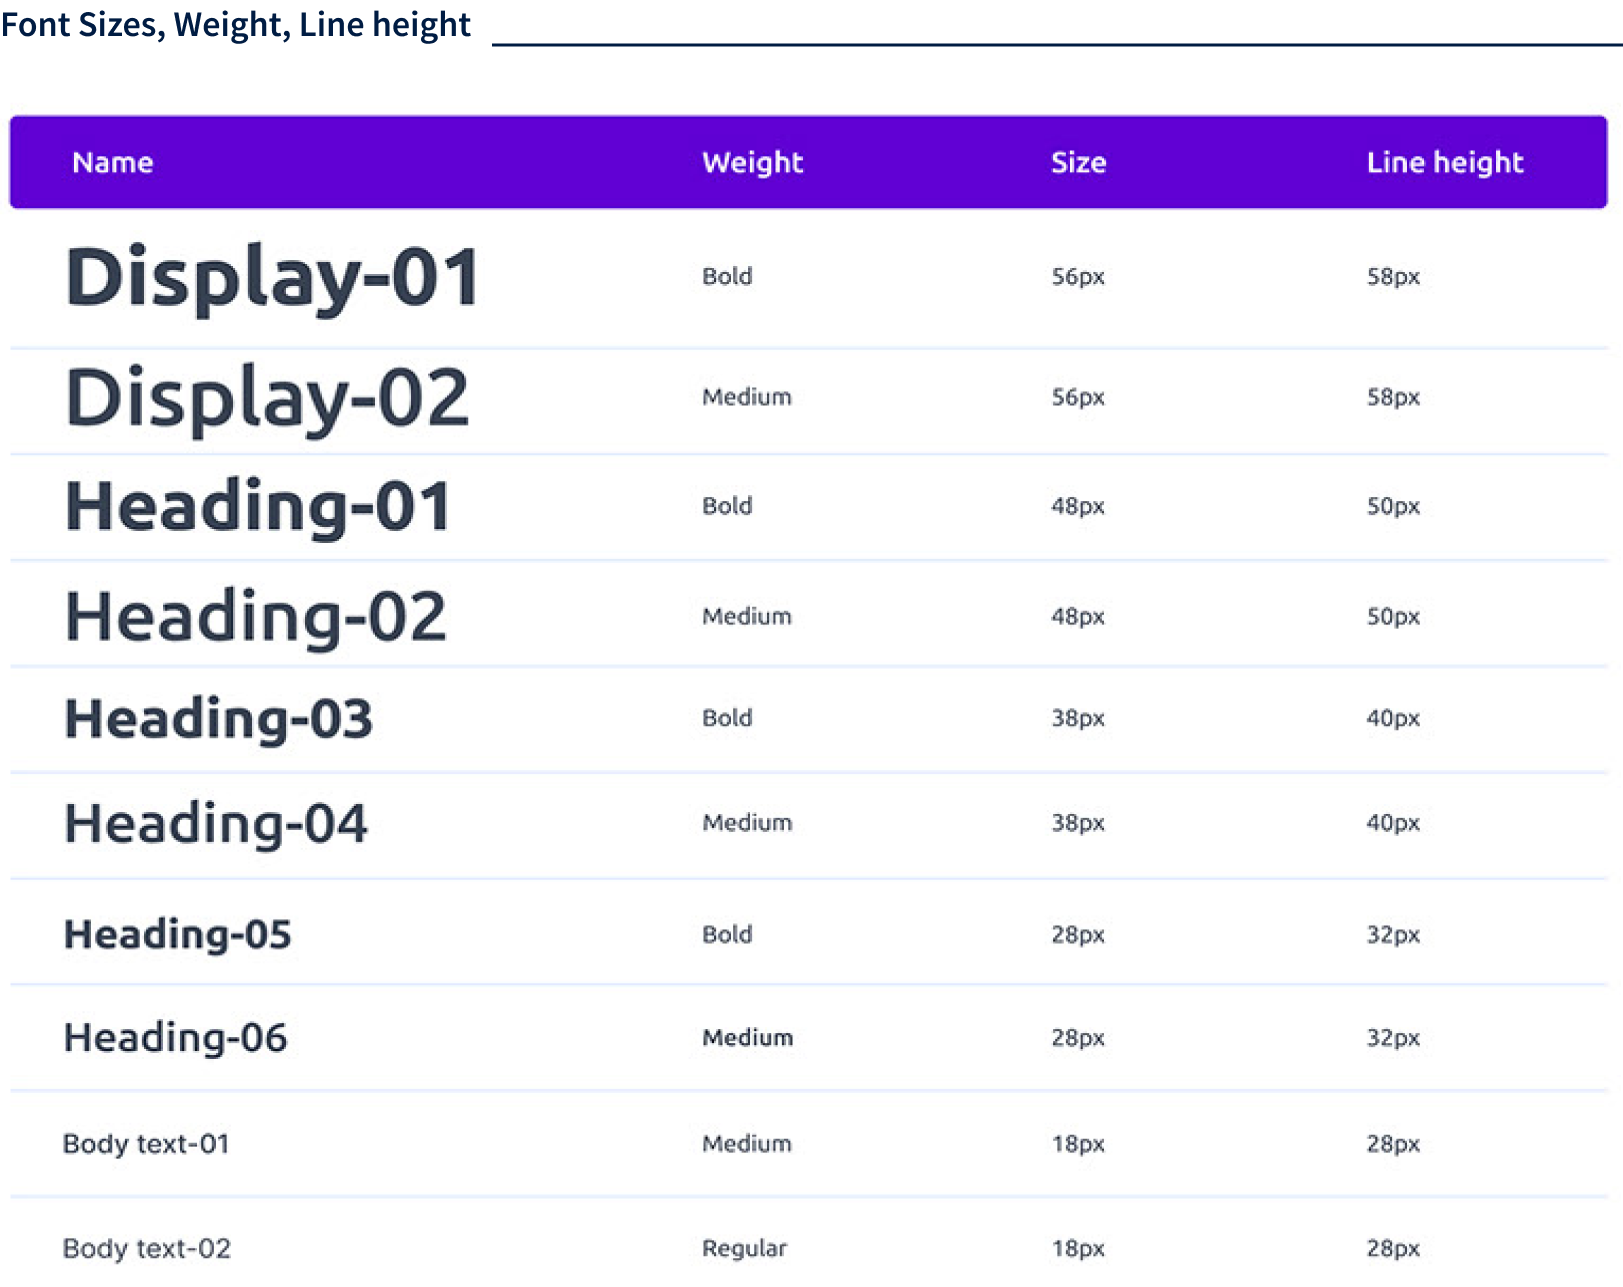 Font Sizes, Weight, Line height
Name Weight Size Line height
Display-01 Bold 56px 58px
Display-02 Medium 56px 58px
Heading-01 Bold 48px 50px
Heading-02 Medium 48px 50px
Heading-03 Bold 38px 40px
Heading-04 Medium 38px 40px
Heading-05 Bold 28px 32px
Heading-06 Medium 28px 32px
Body text-01 Medium 18px 28px
Body text-02 Regular 18px 28px